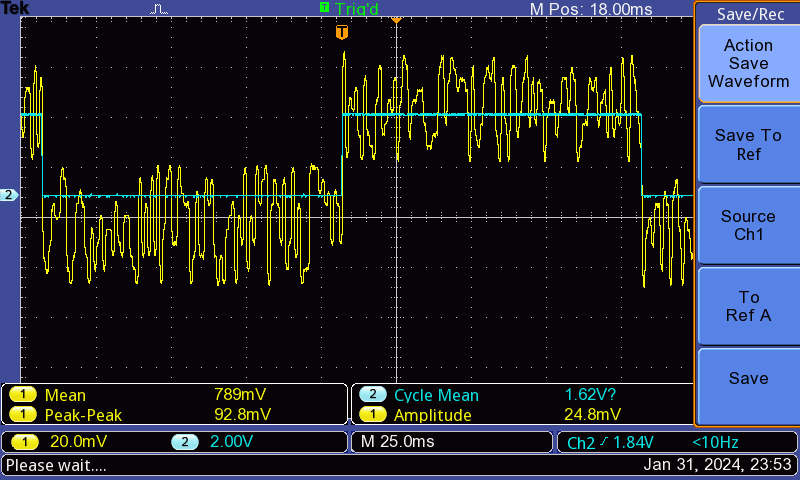 Tek
T Trig'd
M Pos: 18.00ms
Save/Rec
T
Action
Save
Waveform
Save To
Ref
2
Source
Ch1
To
Ref A
Save
1 Mean 789mV
2 Cycle Mean 1.62V?
1 Peak-Peak 92.8mV
1 Amplitude 24.8mV
1 20.0mV
2 2.00V
M 25.0ms
Ch2 1.84V <10Hz
Please wait....
Jan 31, 2024, 23:53